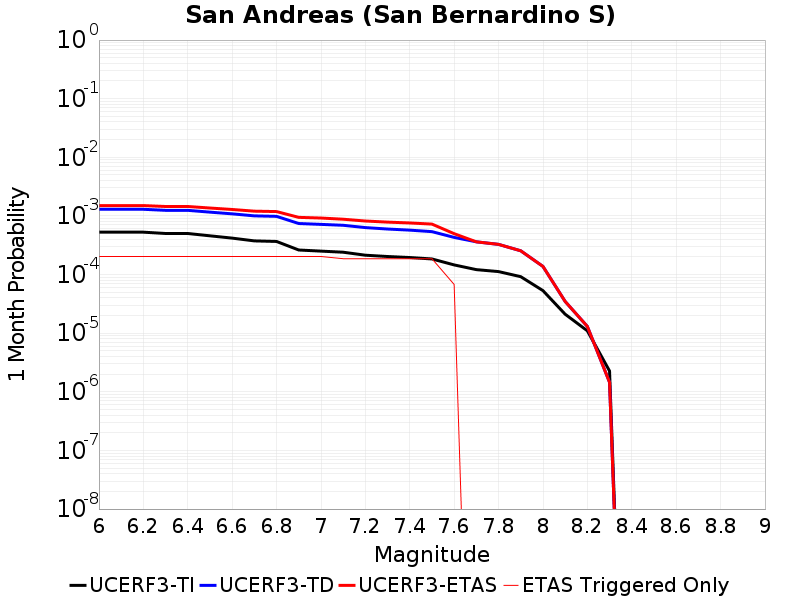 San Andreas (San Bernardino S)
1 Month Probability
10^0
10^-1
10^-2
10^-3
10^-4
10^-5
10^-6
10^-7
10^-8
6 6.2 6.4 6.6 6.8 7 7.2 7.4 7.6 7.8 8 8.2 8.4 8.6 8.8 9
Magnitude
UCERF3-TI UCERF3-TD UCERF3-ETAS ETAS Triggered Only